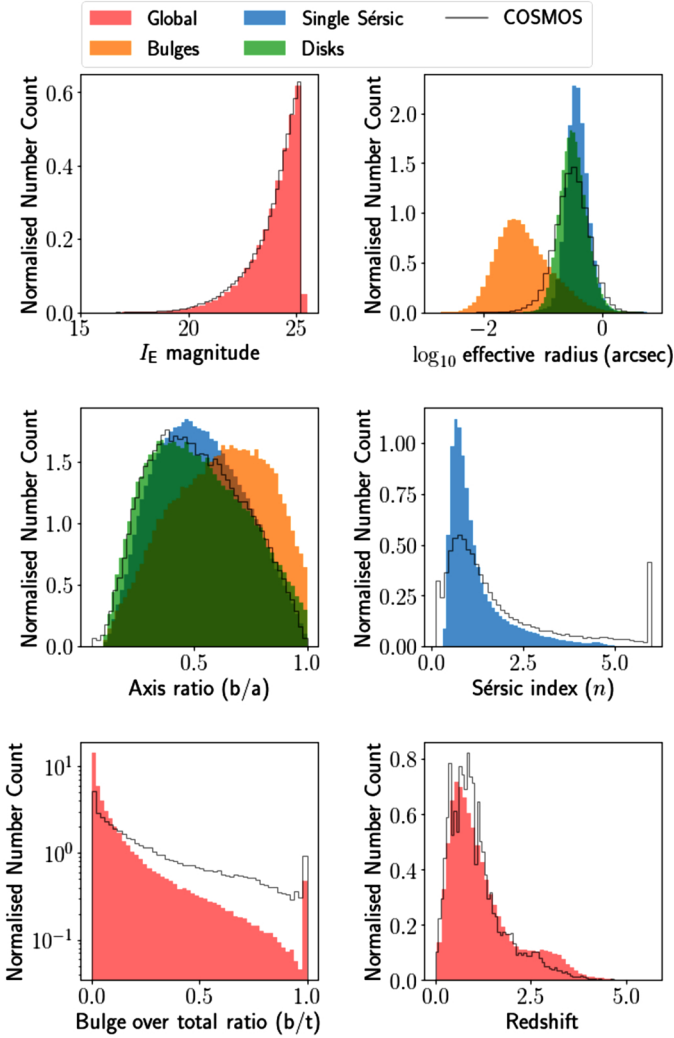 Global Single Sérsic COSMOS
Bulges Disks
Normalised Number Count
0.6
0.4
0.2
0.0
15 20 25
I_E magnitude
Normalised Number Count
2.0
1.5
1.0
0.5
0.0
−2 0
log₁₀ effective radius (arcsec)
Normalised Number Count
1.5
1.0
0.5
0.0
0.5 1.0
Axis ratio (b/a)
Normalised Number Count
1.00
0.75
0.50
0.25
0.00
0.0 2.5 5.0
Sérsic index (n)
Normalised Number Count
10¹
10⁰
10⁻¹
0.0 0.5 1.0
Bulge over total ratio (b/t)
Normalised Number Count
0.8
0.6
0.4
0.2
0.0
0.0 2.5 5.0
Redshift